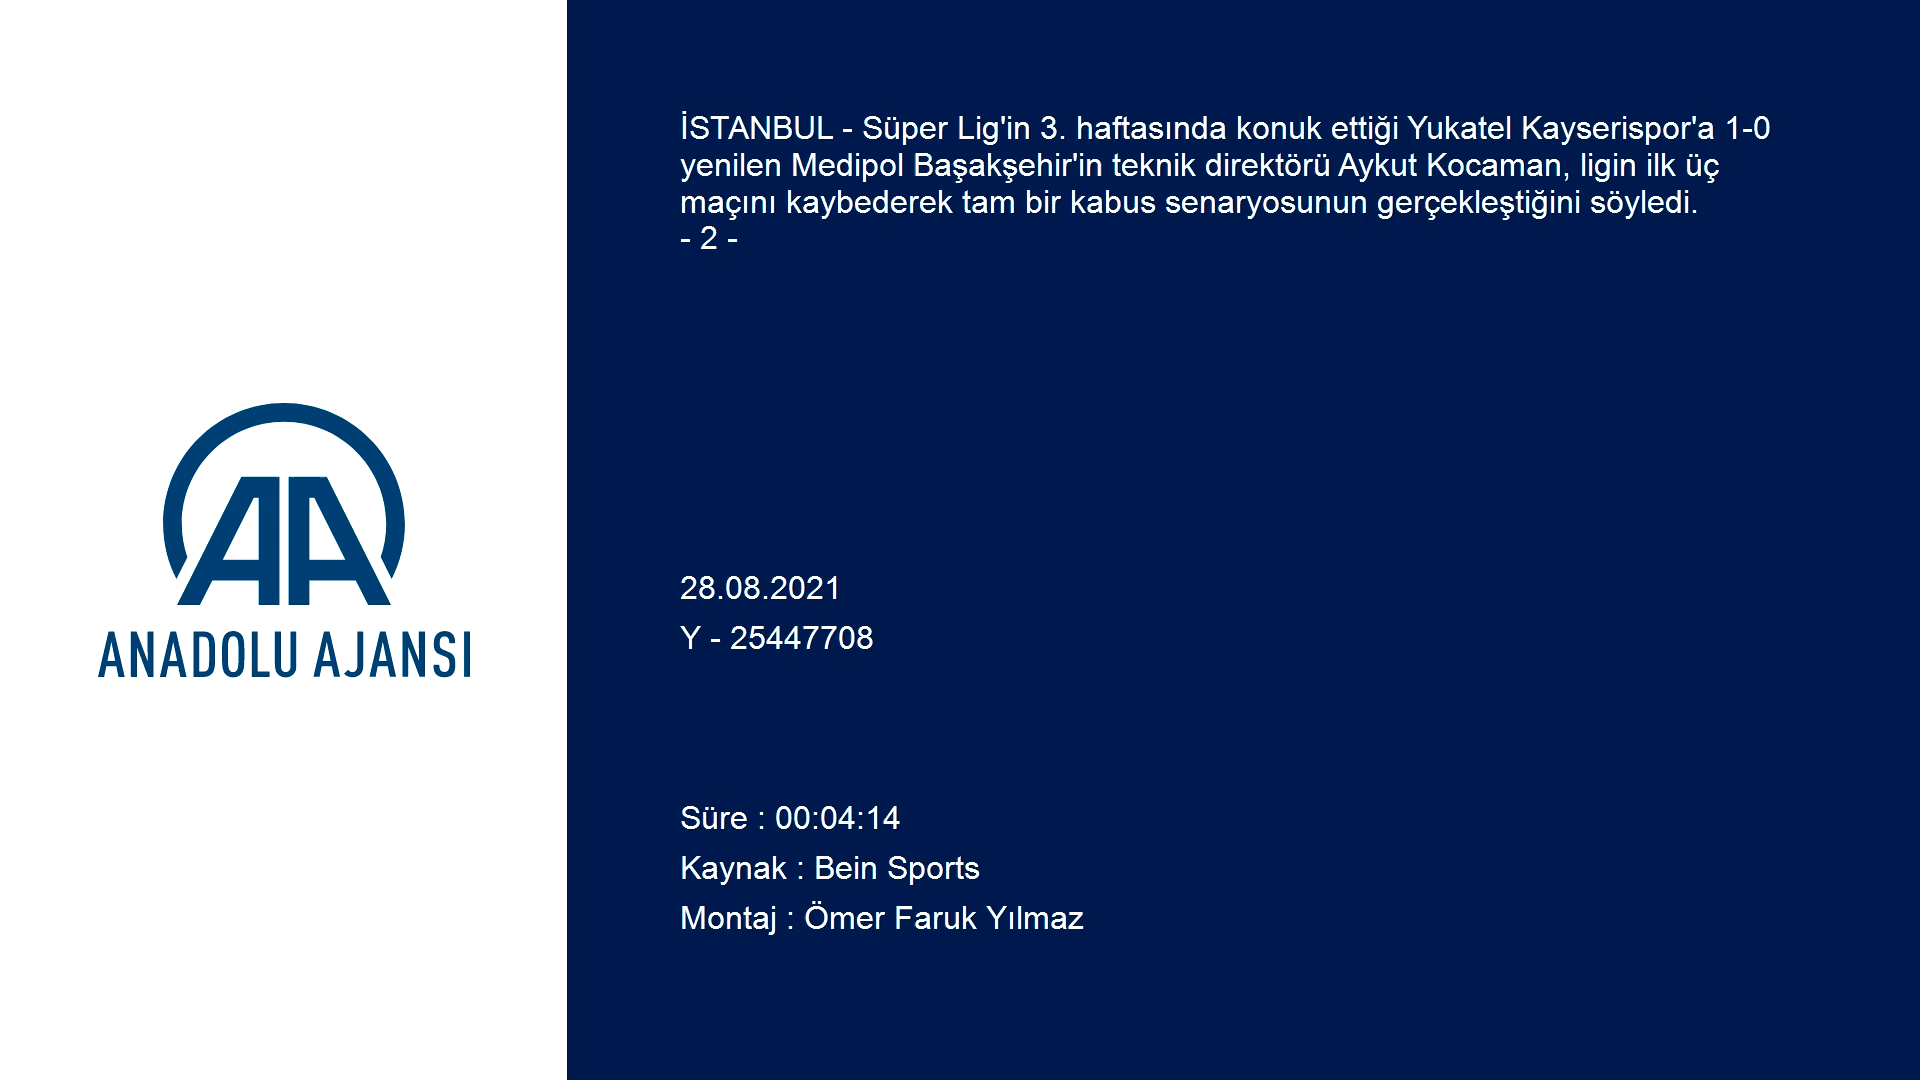 İSTANBUL - Süper Lig'in 3. haftasında konuk ettiği Yukatel Kayserispor'a 1-0
yenilen Medipol Başakşehir'in teknik direktörü Aykut Kocaman, ligin ilk üç
maçını kaybederek tam bir kabus senaryosunun gerçekleştiğini söyledi.
- 2 -
AA
ANADOLU AJANSI
28.08.2021
Y - 25447708
Süre : 00:04:14
Kaynak : Bein Sports
Montaj : Ömer Faruk Yılmaz